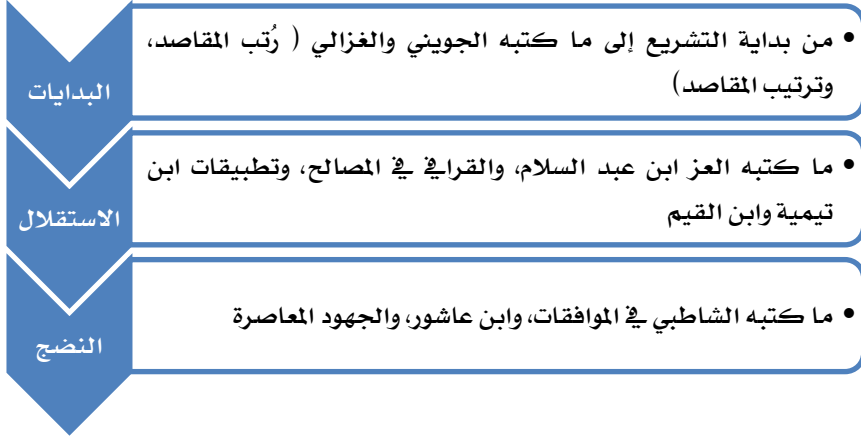 البدايات
• من بداية التشريع إلى ما كتبه الجويني والغزالي ( رُتب المقاصد،
وترتيب المقاصد)
الاستقلال
• ما كتبه العز ابن عبد السلام، والقرافي في المصالح، وتطبيقات ابن
تيمية وابن القيم
النضج
• ما كتبه الشاطبي في الموافقات، وابن عاشور، والجهود المعاصرة